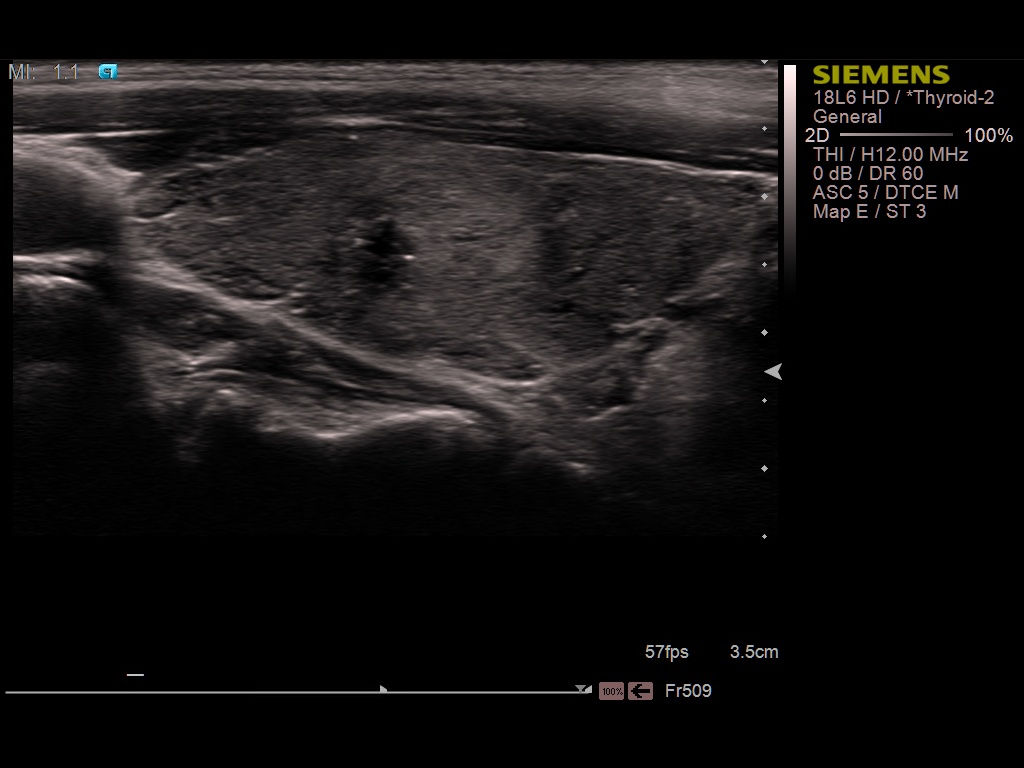 MI: 1.1
SIEMENS
18L6 HD / *Thyroid-2
General
2D 100%
THI / H12.00 MHz
0 dB / DR 60
ASC 5 / DTCE M
Map E / ST 3
57fps 3.5cm
100% Fr509